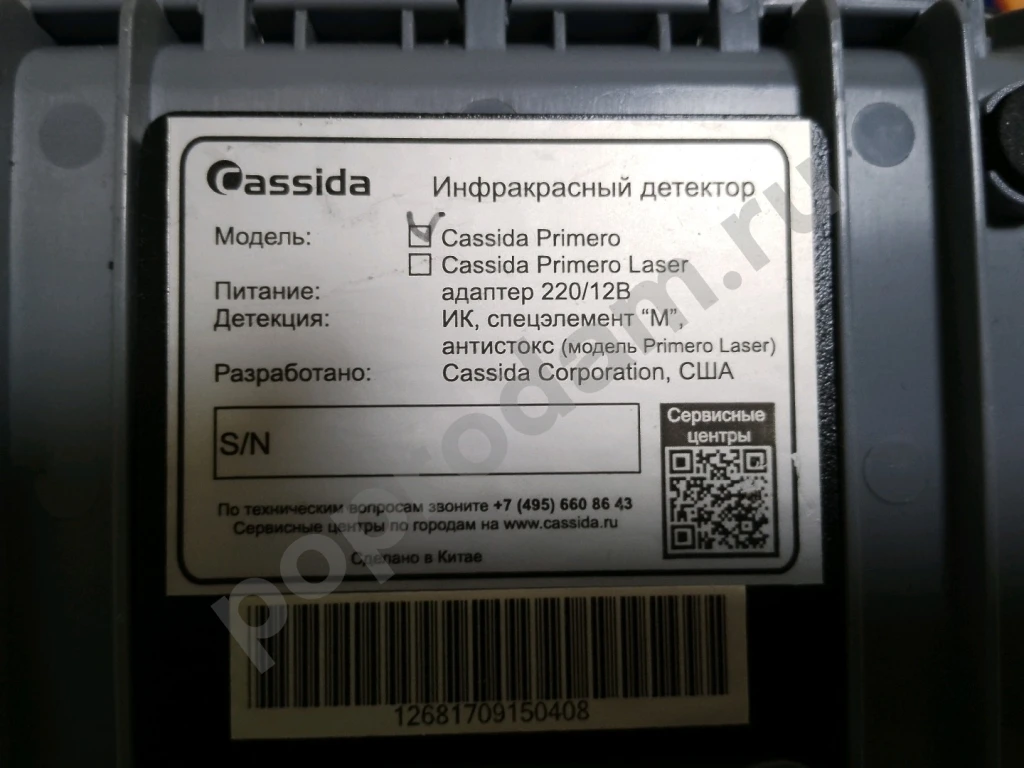 Cassida
Инфракрасный детектор
Модель: Cassida Primero
Cassida Primero Laser
Питание: адаптер 220/12В
Детекция: ИК, спецэлемент “М”,
антистокс (модель Primero Laser)
Разработано: Cassida Corporation, США
S/N
Сервисные
центры
По техническим вопросам звоните +7 (495) 660 86 43
Сервисные центры по городам на www.cassida.ru
Сделано в Китае
12681709150408
poprodam.ru